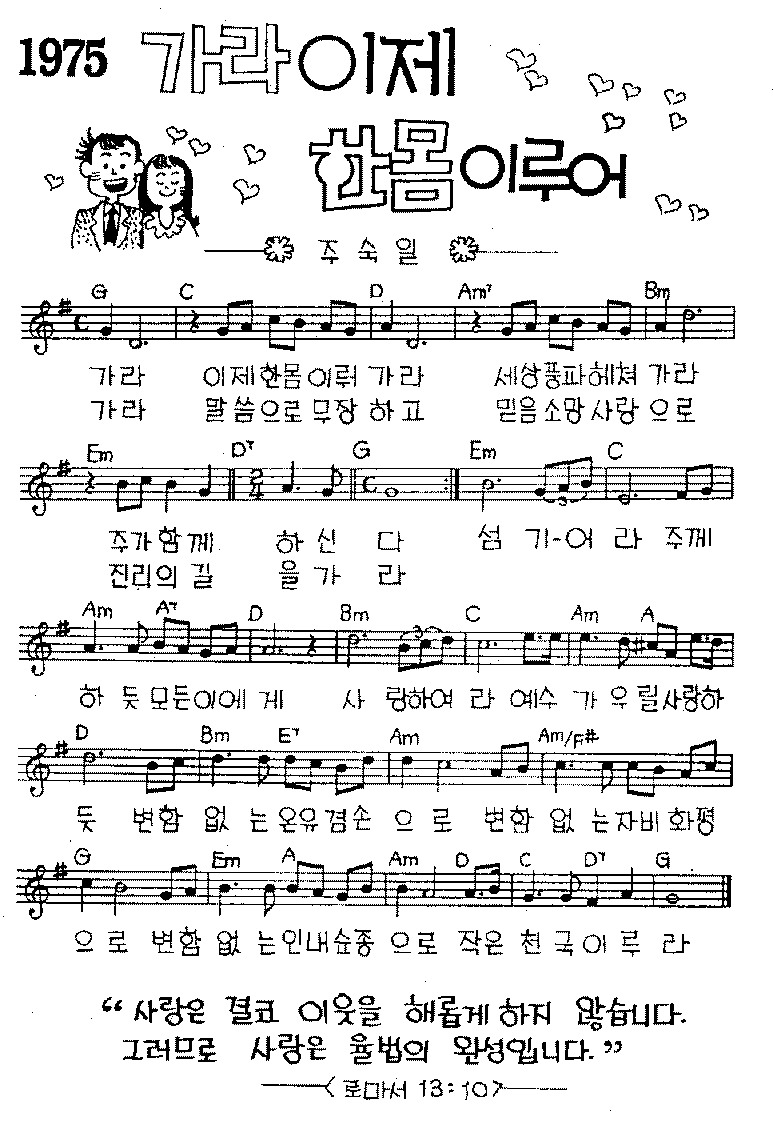 1975 가라이제
한몸이루어
주 숙 일
G C D Am7 Bm
가 라 이제한몸이뤄 가 라 세상풍파헤쳐 가라
가 라 말씀으로무장 하고 믿음소망사랑 으로
Em D7 G Em C
주가함께 하 신 다 섬 기-어 라 주께
진리의 길 을 가 라
3
Am A7 D Bm C Am A
하 듯 모든이에 게 사 랑하여 라 예수 가 우 릴사랑하
3
D Bm E7 Am Am/F#
듯 변함 없 는온유겸손 으 로 변함 없 는자비화평
G Em A Am D C D7 G
으 로 변함 없 는인내순종 으로 작은 천 국이 루 라
“ 사랑은 결코 이웃을 해롭게 하지 않습니다.
그러므로 사랑은 율법의 완성입니다. ”
〈 로마서 13:10 〉